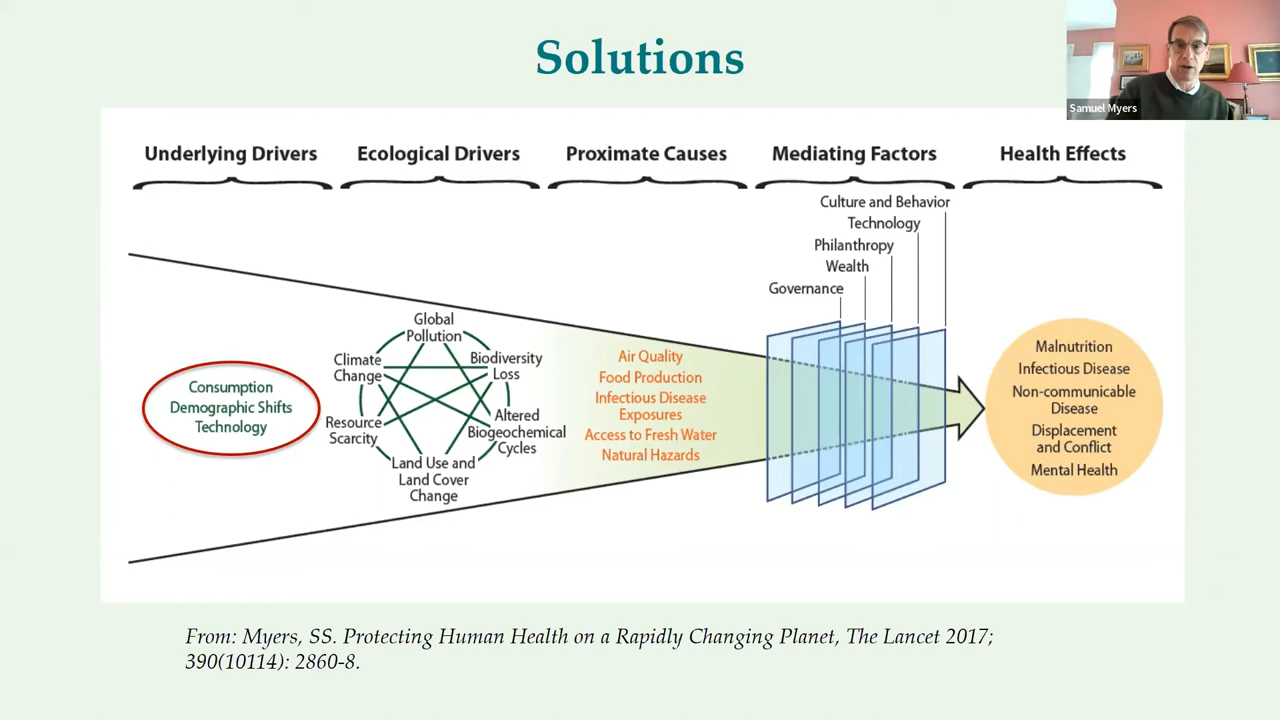 Solutions
Samuel Myers
Underlying Drivers
Ecological Drivers
Proximate Causes
Mediating Factors
Health Effects
Culture and Behavior
Technology
Philanthropy
Wealth
Governance
Consumption
Demographic Shifts
Technology
Global
Pollution
Climate
Change
Biodiversity
Loss
Resource
Scarcity
Altered
Biogeochemical
Cycles
Land Use and
Land Cover
Change
Air Quality
Food Production
Infectious Disease
Exposures
Access to Fresh Water
Natural Hazards
Malnutrition
Infectious Disease
Non-communicable
Disease
Displacement
and Conflict
Mental Health
From: Myers, SS. Protecting Human Health on a Rapidly Changing Planet, The Lancet 2017;
390(10114): 2860-8.